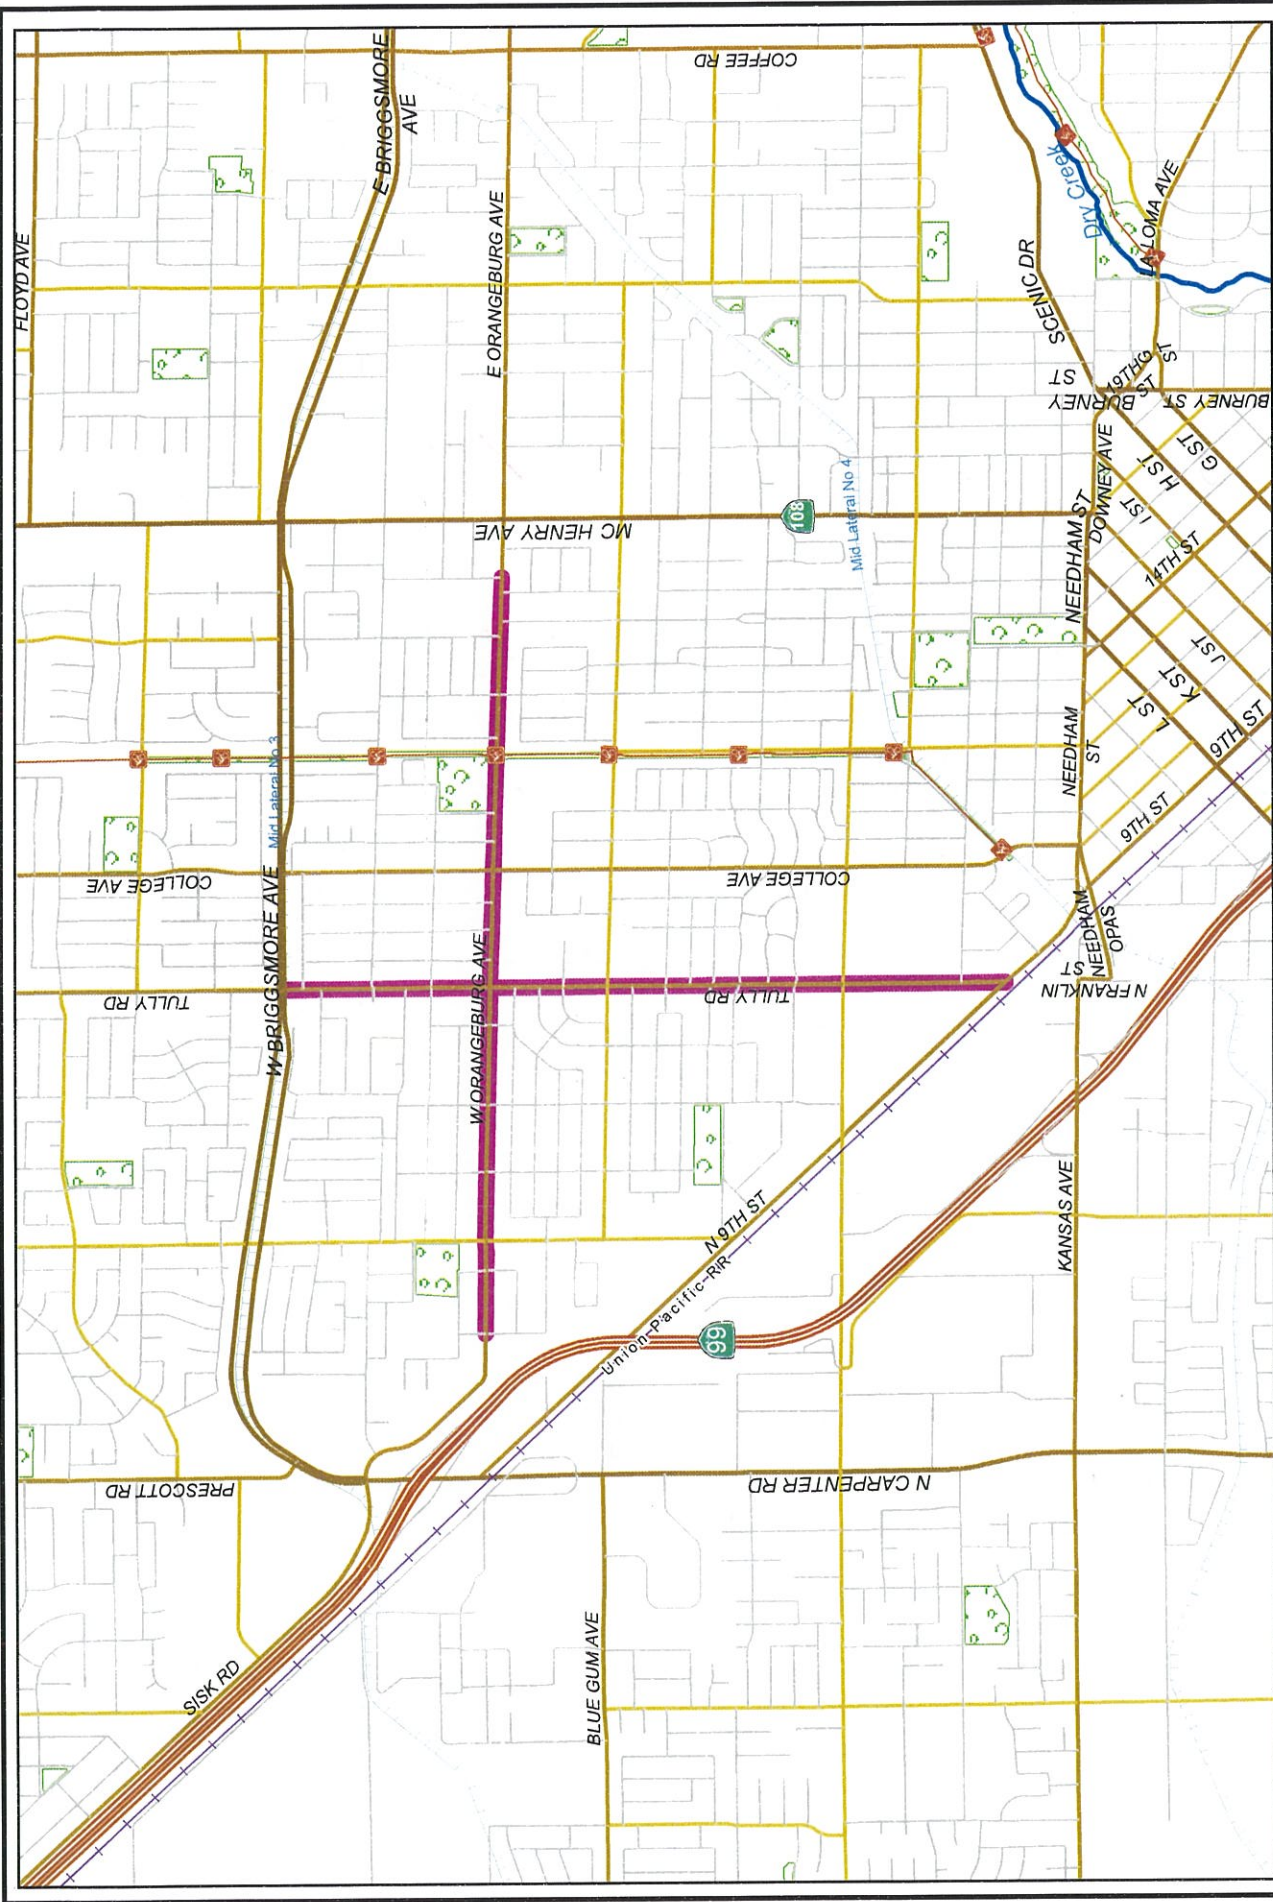 FLOYD AVE
E BRIGGSMORE
AVE
COFFEE RD
E ORANGEBURG AVE
Dry Creek
LA LOMA AVE
SCENIC DR
BURNEY
ST
19TH
ST
G
ST
BURNEY ST
DOWNEY AVE
G ST
H ST
I ST
14TH ST
J ST
K ST
L ST
9TH ST
9TH ST
NEEDHAM ST
NEEDHAM
ST
MC HENRY AVE
108
Mid Lateral No 4
Mid Lateral No 3
COLLEGE AVE
COLLEGE AVE
W BRIGGSMORE AVE
W ORANGEBURG AVE
TULLY RD
TULLY RD
NEEDHAM
OPAS
N FRANKLIN
ST
N 9TH ST
Union-Pacific-RR
99
KANSAS AVE
PRESCOTT RD
N CARPENTER RD
SISK RD
BLUE GUM AVE